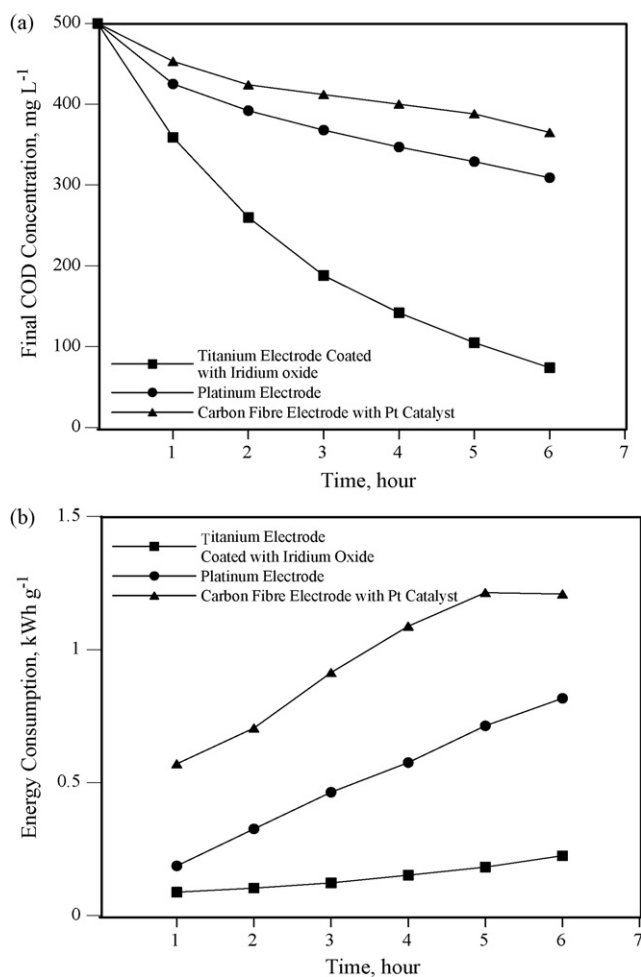 (a)
500
400
300
200
100
0
Final COD Concentration, mg L-1
Titanium Electrode Coated
with Iridium oxide
Platinum Electrode
Carbon Fibre Electrode with Pt Catalyst
1 2 3 4 5 6 7
Time, hour
(b)
1.5
1
0.5
0
Energy Consumption, kWh g-1
Titanium Electrode
Coated with Iridium Oxide
Platinum Electrode
Carbon Fibre Electrode with Pt Catalyst
1 2 3 4 5 6 7
Time, hour